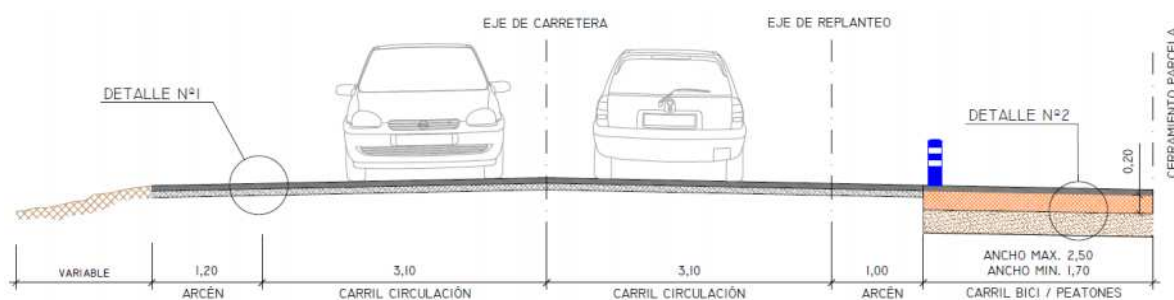 EJE DE CARRETERA
EJE DE REPLANTEO
CERRAMIENTO PARCELA
DETALLE Nº1
DETALLE Nº2
0,20
VARIABLE
1,20
3,10
3,10
1,00
ANCHO MAX. 2,50
ANCHO MIN. 1,70
ARCÉN
CARRIL CIRCULACIÓN
CARRIL CIRCULACIÓN
ARCÉN
CARRIL BICI / PEATONES